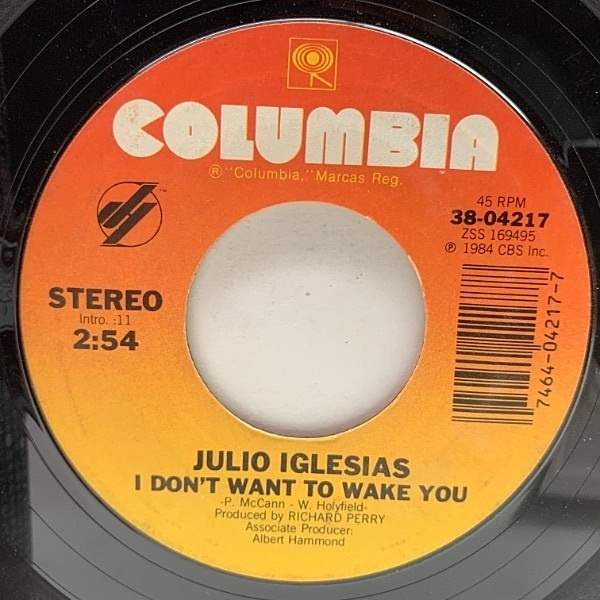 COLUMBIA
® "Columbia," Marcas Reg.
45 RPM
38-04217
ZSS 169495
℗ 1984 CBS Inc.
STEREO
Intro. :11
2:54
7464-04217-7
JULIO IGLESIAS
I DON'T WANT TO WAKE YOU
-P. McCann - W. Holyfield-
Produced by RICHARD PERRY
Associate Producer:
Albert Hammond